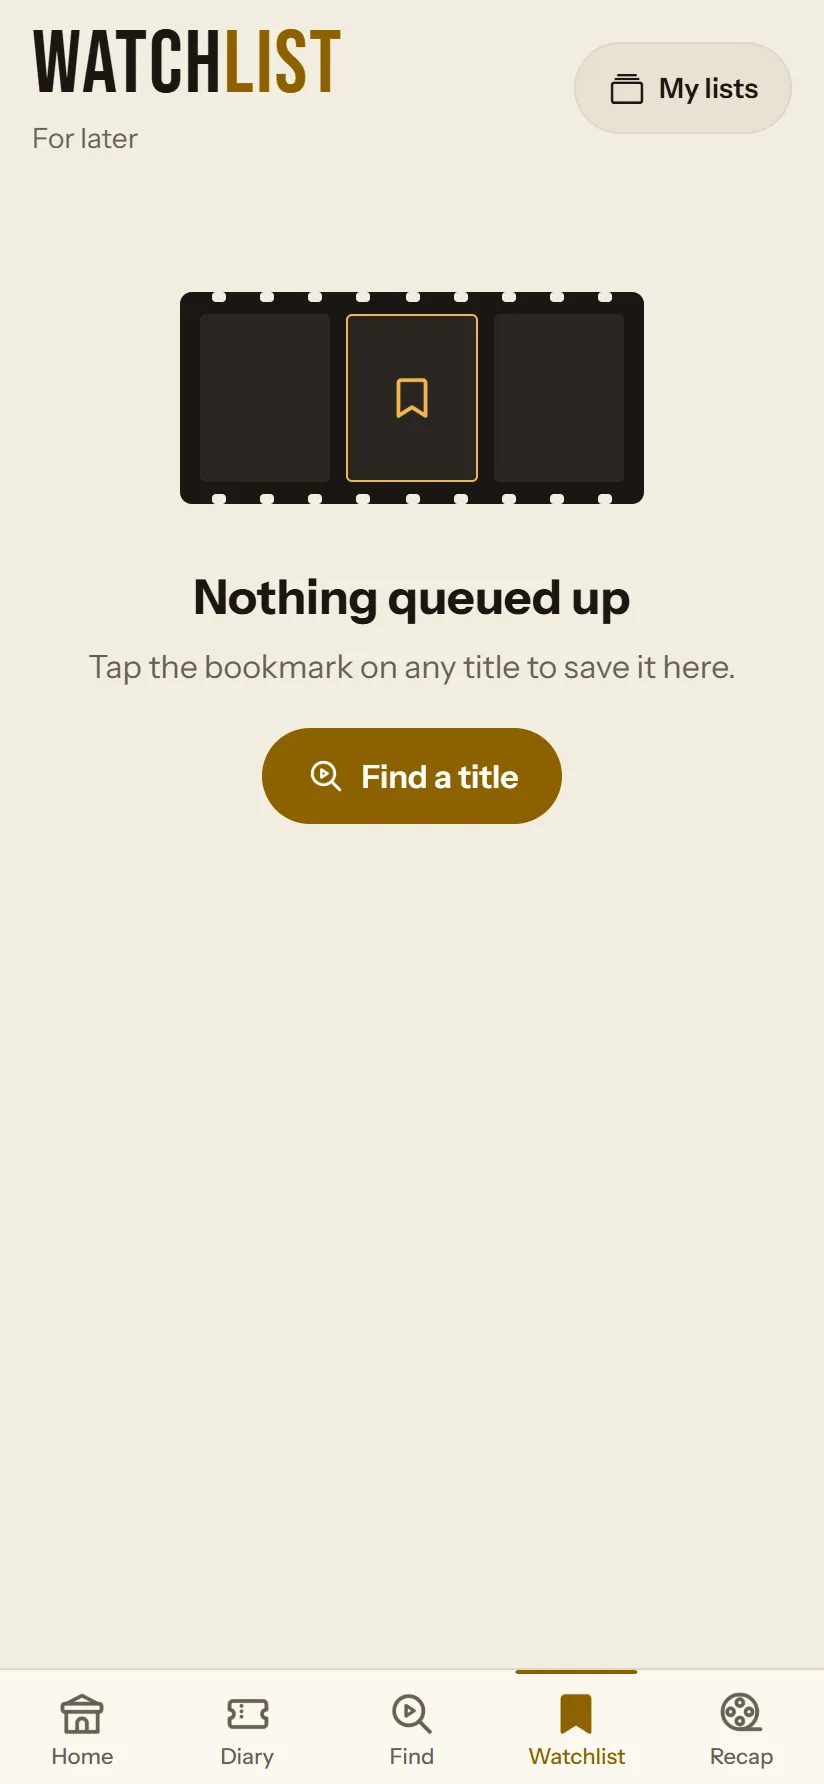 WATCHLIST
For later
My lists
Nothing queued up
Tap the bookmark on any title to save it here.
Find a title
Home
Diary
Find
Watchlist
Recap